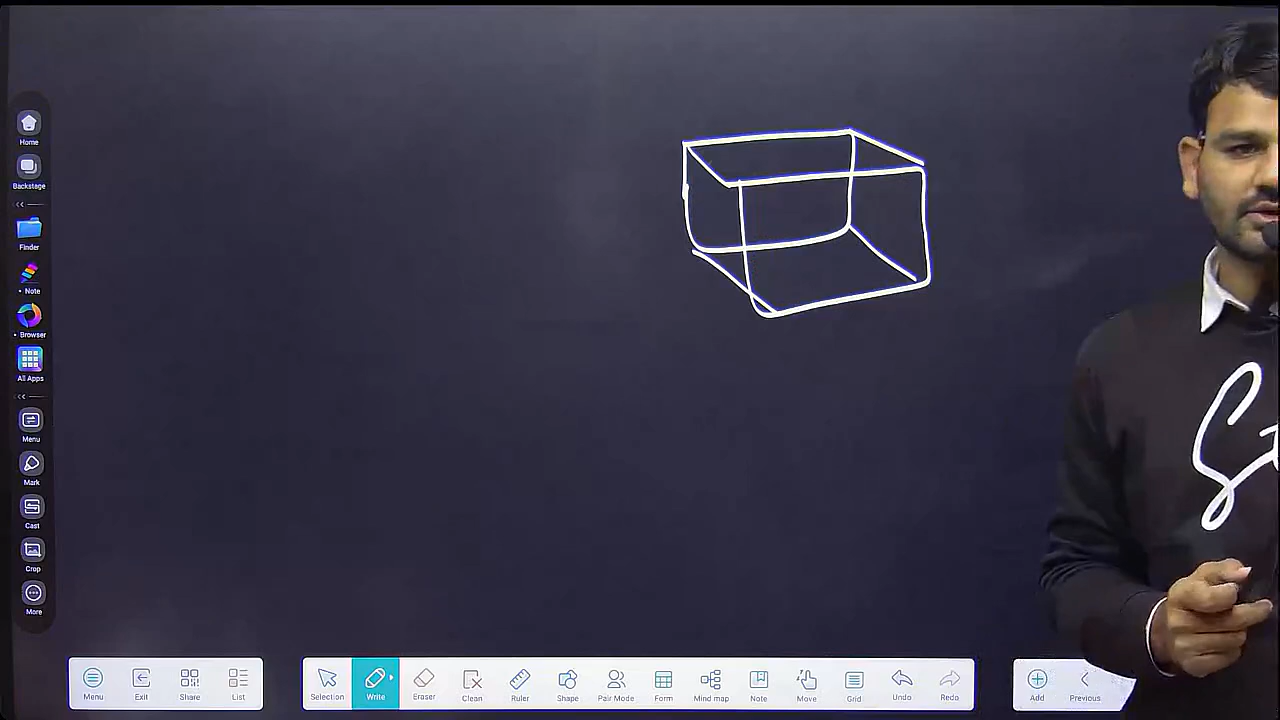 Home
Backstage
Finder
• Note
• Browser
All Apps
Menu
Mark
Cast
Crop
More
Menu Exit Share List
Selection Write Eraser Clean Ruler Shape Pair Mode Form Mind map Note Move Grid Undo Redo
Add Previous